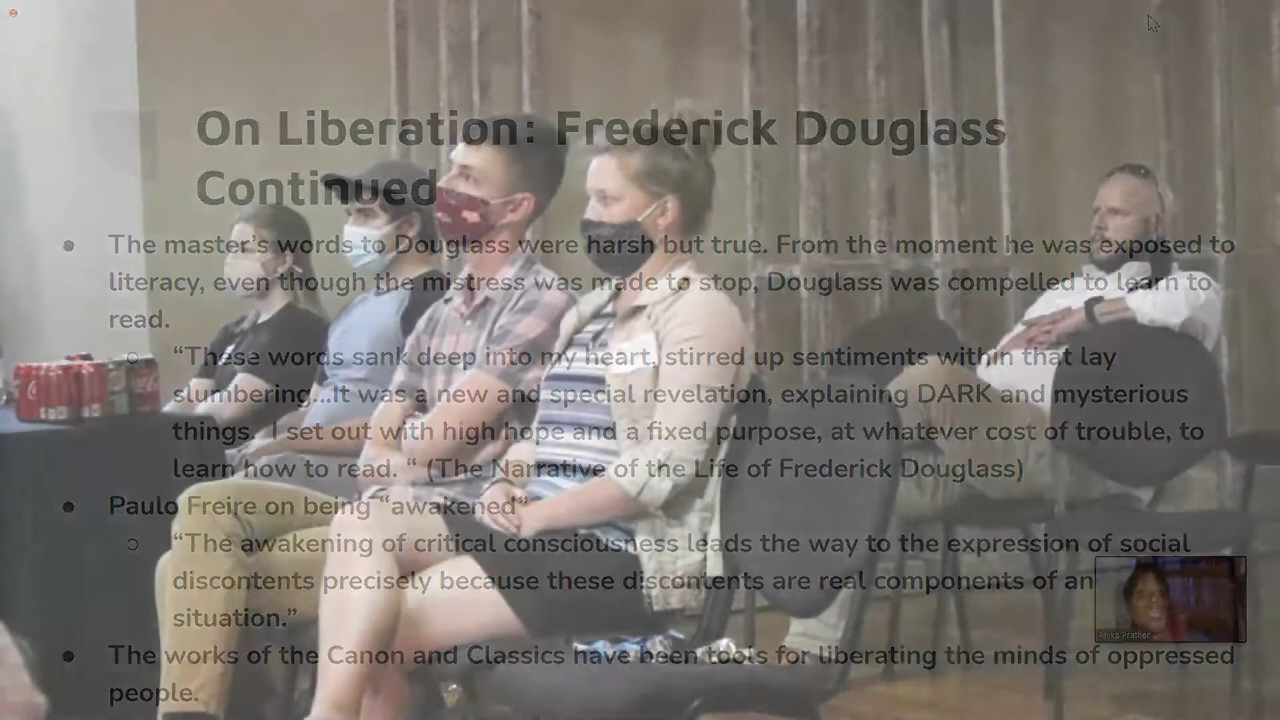 On Liberation: Frederick Douglass
Continued
● The master's words to Douglass were harsh but true. From the moment he was exposed to
literacy, even though the mistress was made to stop, Douglass was compelled to learn to
read.
○ “These words sank deep into my heart, stirred up sentiments within that lay
slumbering...It was a new and special revelation, explaining DARK and mysterious
things. I set out with high hope and a fixed purpose, at whatever cost of trouble, to
learn how to read. “ (The Narrative of the Life of Frederick Douglass)
● Paulo Freire on being “awakened”
○ “The awakening of critical consciousness leads the way to the expression of social
discontents precisely because these discontents are real components of an
situation.”
Anika Prather
● The works of the Canon and Classics have been tools for liberating the minds of oppressed
people.